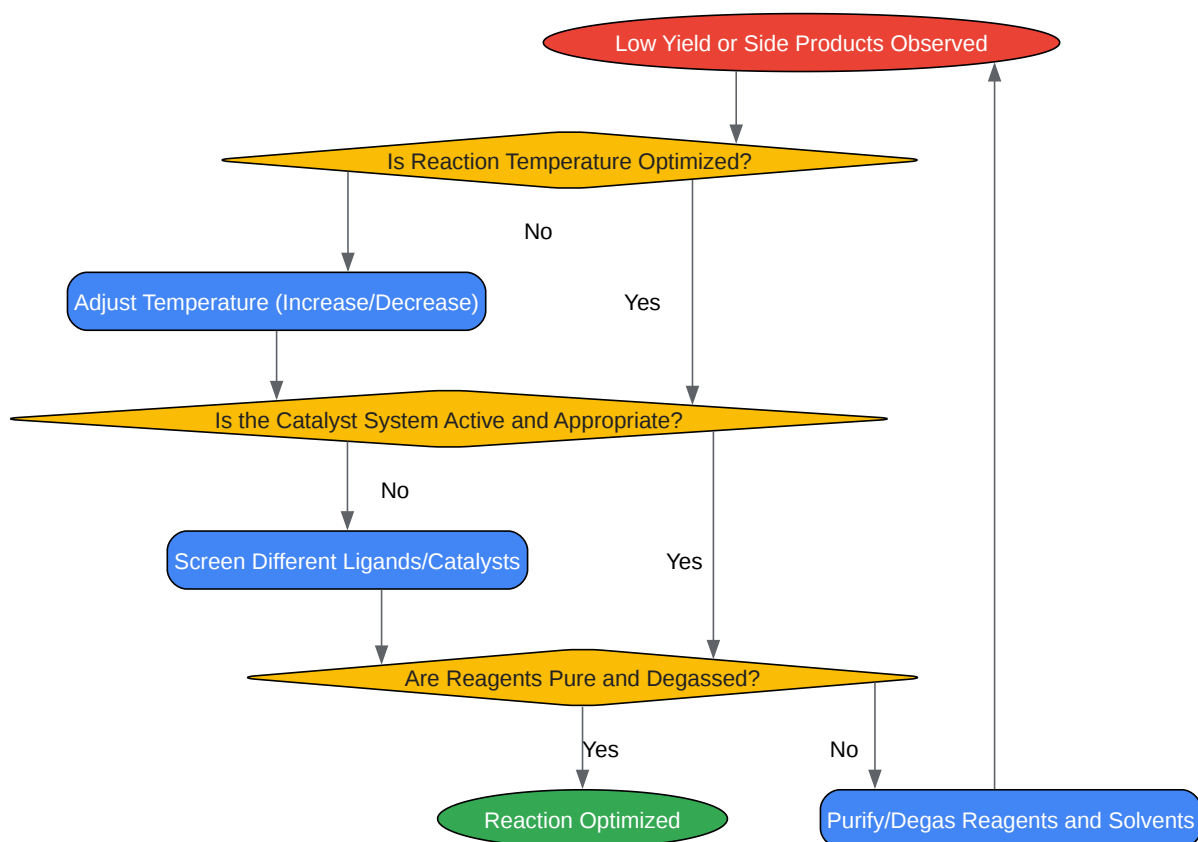 Low Yield or Side Products Observed
Is Reaction Temperature Optimized?
No
Adjust Temperature (Increase/Decrease)
Yes
Is the Catalyst System Active and Appropriate?
No
Screen Different Ligands/Catalysts
Yes
Are Reagents Pure and Degassed?
Yes
No
Reaction Optimized
Purify/Degas Reagents and Solvents